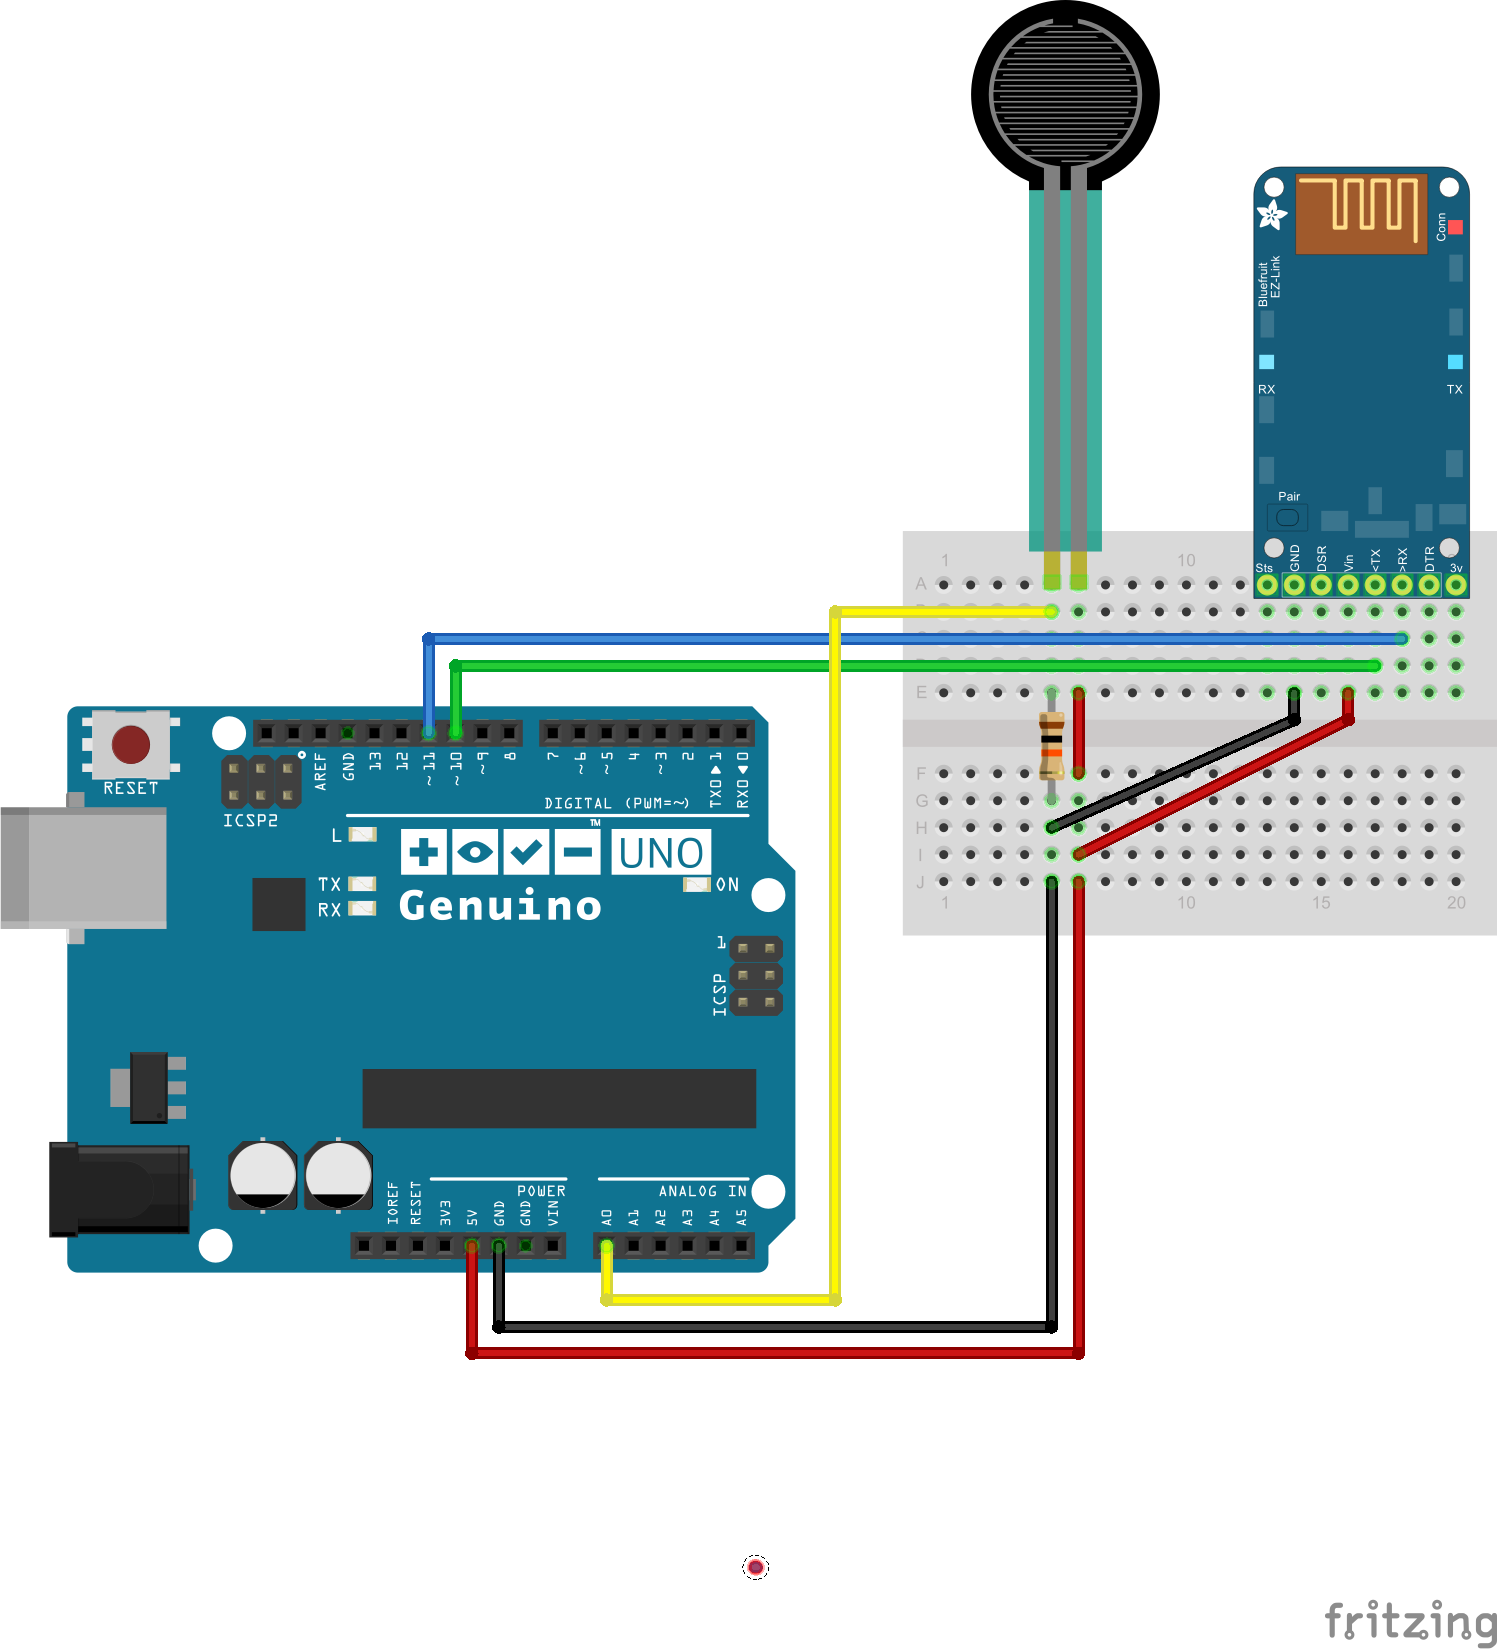 Conn
Bluefruit
EZ-Link
RX
TX
Pair
Sts
GND
DSR
Vin
<TX
>RX
DTR
3v
1
10
A
E
F
G
H
I
J
1
10
15
20
RESET
ICSP2
AREF
GND
13
12
~11
~10
~9
8
7
~6
~5
4
~3
2
TX0▶1
RX0◀0
DIGITAL (PWM=~)
L
TX
RX
TM
UNO
ON
Genuino
1
ICSP
IOREF
RESET
3V3
5V
GND
GND
VIN
POWER
ANALOG IN
A0
A1
A2
A3
A4
A5
fritzing